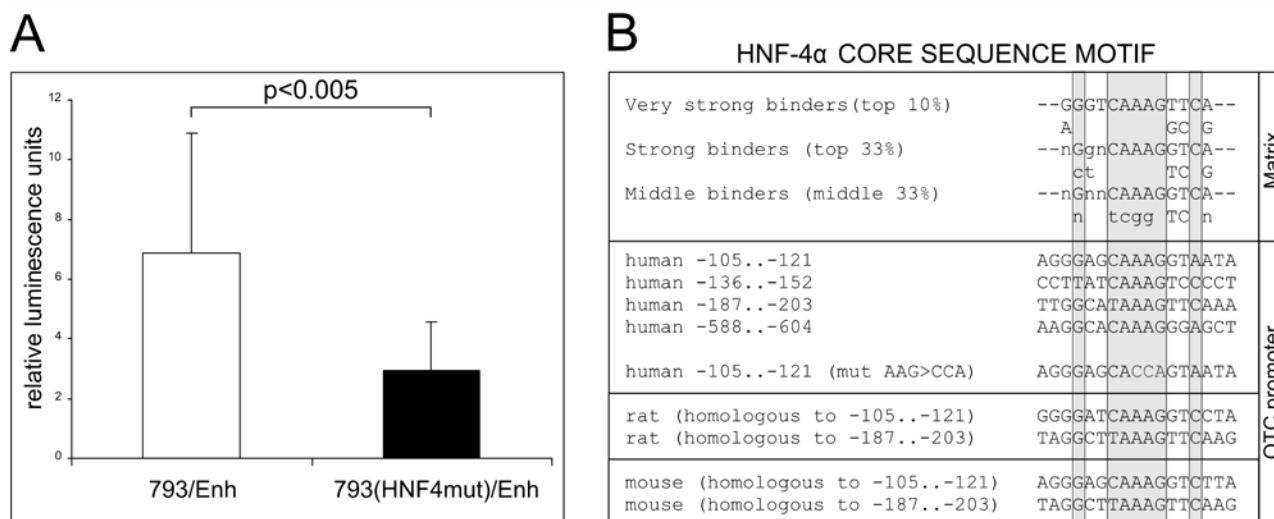 A
p<0.005
relative luminescence units
12
10
8
6
4
2
0
793/Enh
793(HNF4mut)/Enh
B
HNF-4α CORE SEQUENCE MOTIF
Very strong binders(top 10%) --GGGTCAAAGTTCA--
A GC G
Strong binders (top 33%) --nGgnCAAAGGTCA--
ct TC G
Middle binders (middle 33%) --nGnnCAAAGGTCA--
n tcgg TC n
Matrix
human -105..-121 AGGGAGCAAAGGTAATA
human -136..-152 CCTTATCAAAGTCCCCT
human -187..-203 TTGGCATAAAGTTCAAA
human -588..-604 AAGGCACAAAGGGAGCT
human -105..-121 (mut AAG>CCA) AGGGAGCACCAGTAATA
rat (homologous to -105..-121) GGGGATCAAAGGTCCTA
rat (homologous to -187..-203) TAGGCTTAAAGTTCAAG
mouse (homologous to -105..-121) AGGGAGCAAAGGTCTTA
mouse (homologous to -187..-203) TAGGCTTAAAGTTCAAG
OTC promoter